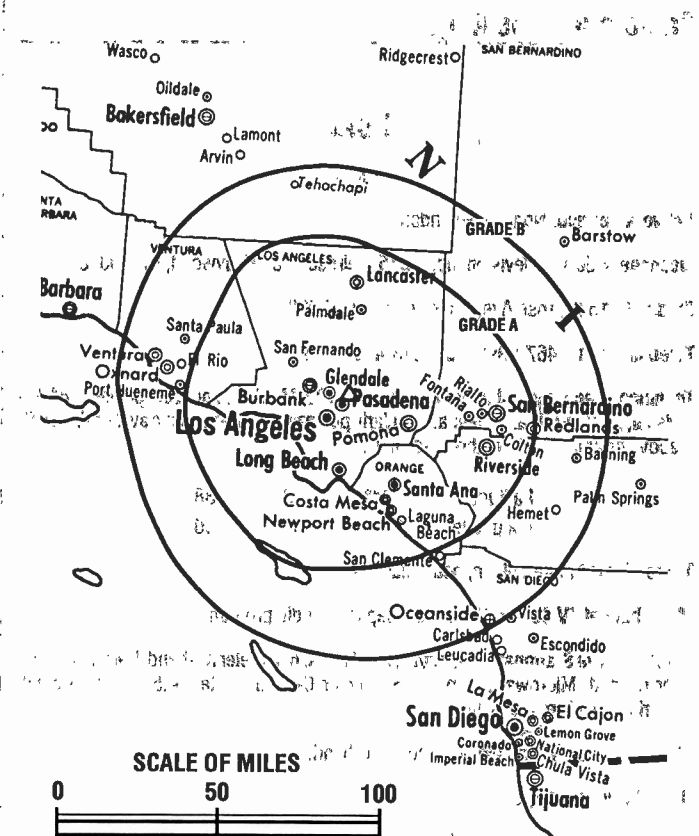 Wasco
Ridgecrest
SAN BERNARDINO
Oildale
Bakersfield
Lamont
Arvin
N
Tehachapi
NTA
RBARA
GRADE B
Barstow
VENTURA
LOS ANGELES
Lancaster
Barbara
Palmdale
GRADE A
Santa Paula
Ventura
San Fernando
El Rio
Oxnard
Port Hueneme
Burbank
Glendale
Pasadena
Rialto
Fontana
San Bernardino
Los Angeles
Pomona
Redlands
Colton
Long Beach
ORANGE
Riverside
Banning
Santa Ana
Palm Springs
Costa Mesa
Newport Beach
Laguna
Beach
Hemet
San Clemente
SAN DIEGO
Oceanside
Vista
Carlsbad
Escondido
Leucadia
La Mesa
El Cajon
San Diego
Lemon Grove
Coronado
National City
Imperial Beach
Chula Vista
SCALE OF MILES
0 50 100
Tijuana